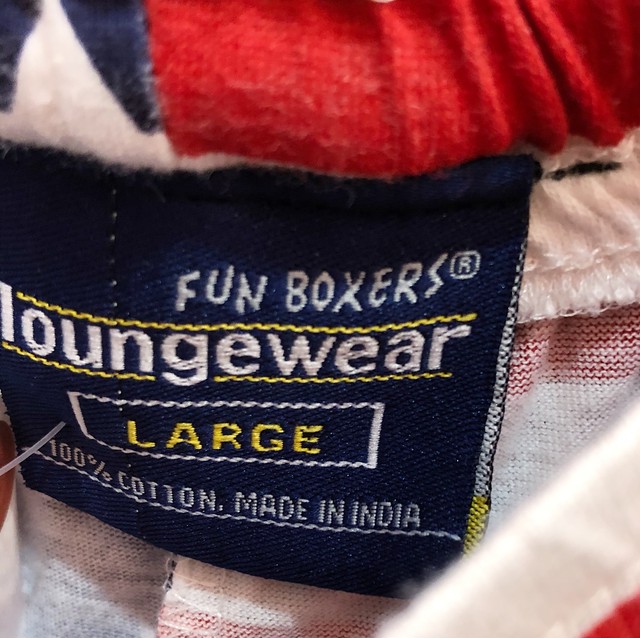 FUN BOXERS®
loungewear
LARGE
100% COTTON. MADE IN INDIA